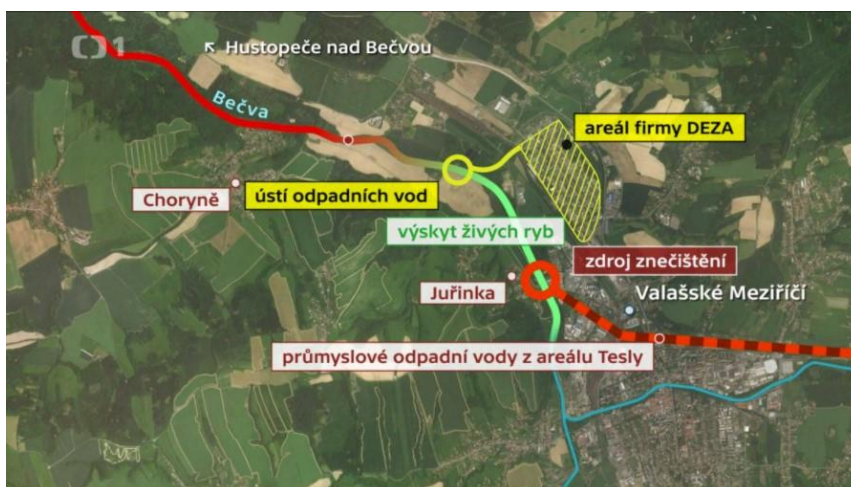 1
Hustopeče nad Bečvou
Bečva
areál firmy DEZA
Choryně
ústí odpadních vod
výskyt živých ryb
zdroj znečištění
Juřinka
Valašské Meziříčí
průmyslové odpadní vody z areálu Tesly